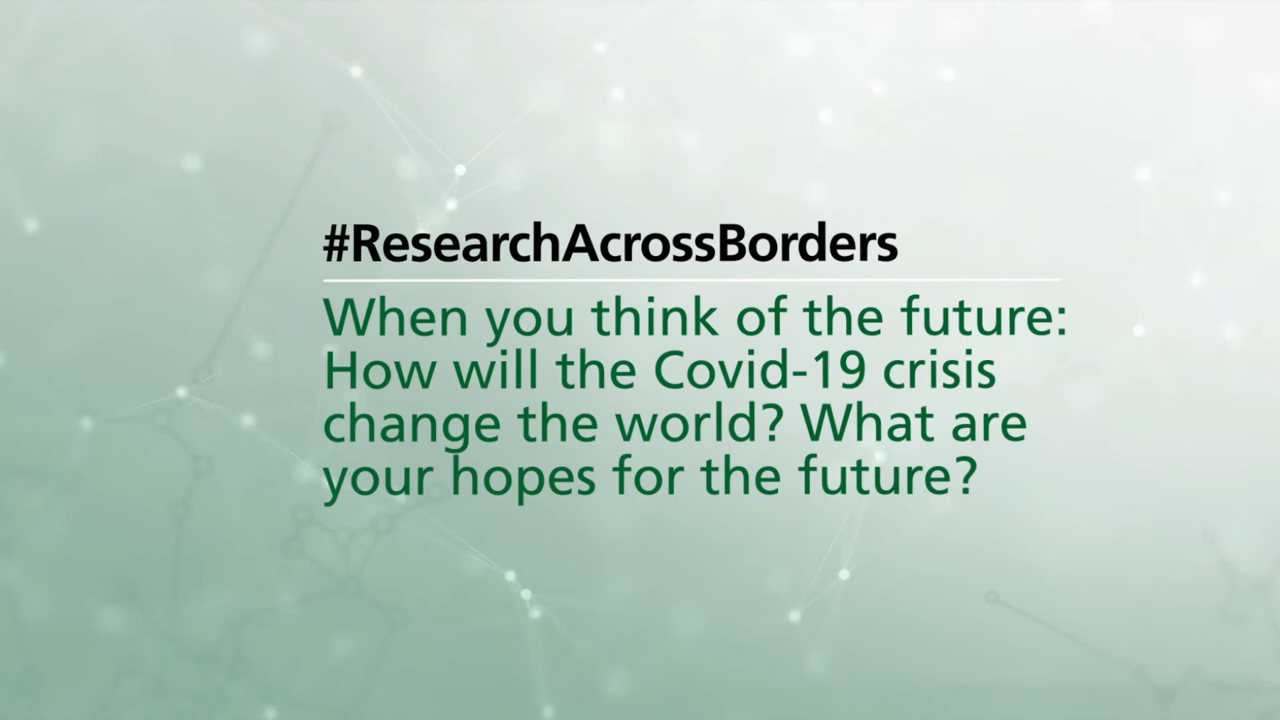 #ResearchAcrossBorders
When you think of the future:
How will the Covid-19 crisis
change the world? What are
your hopes for the future?